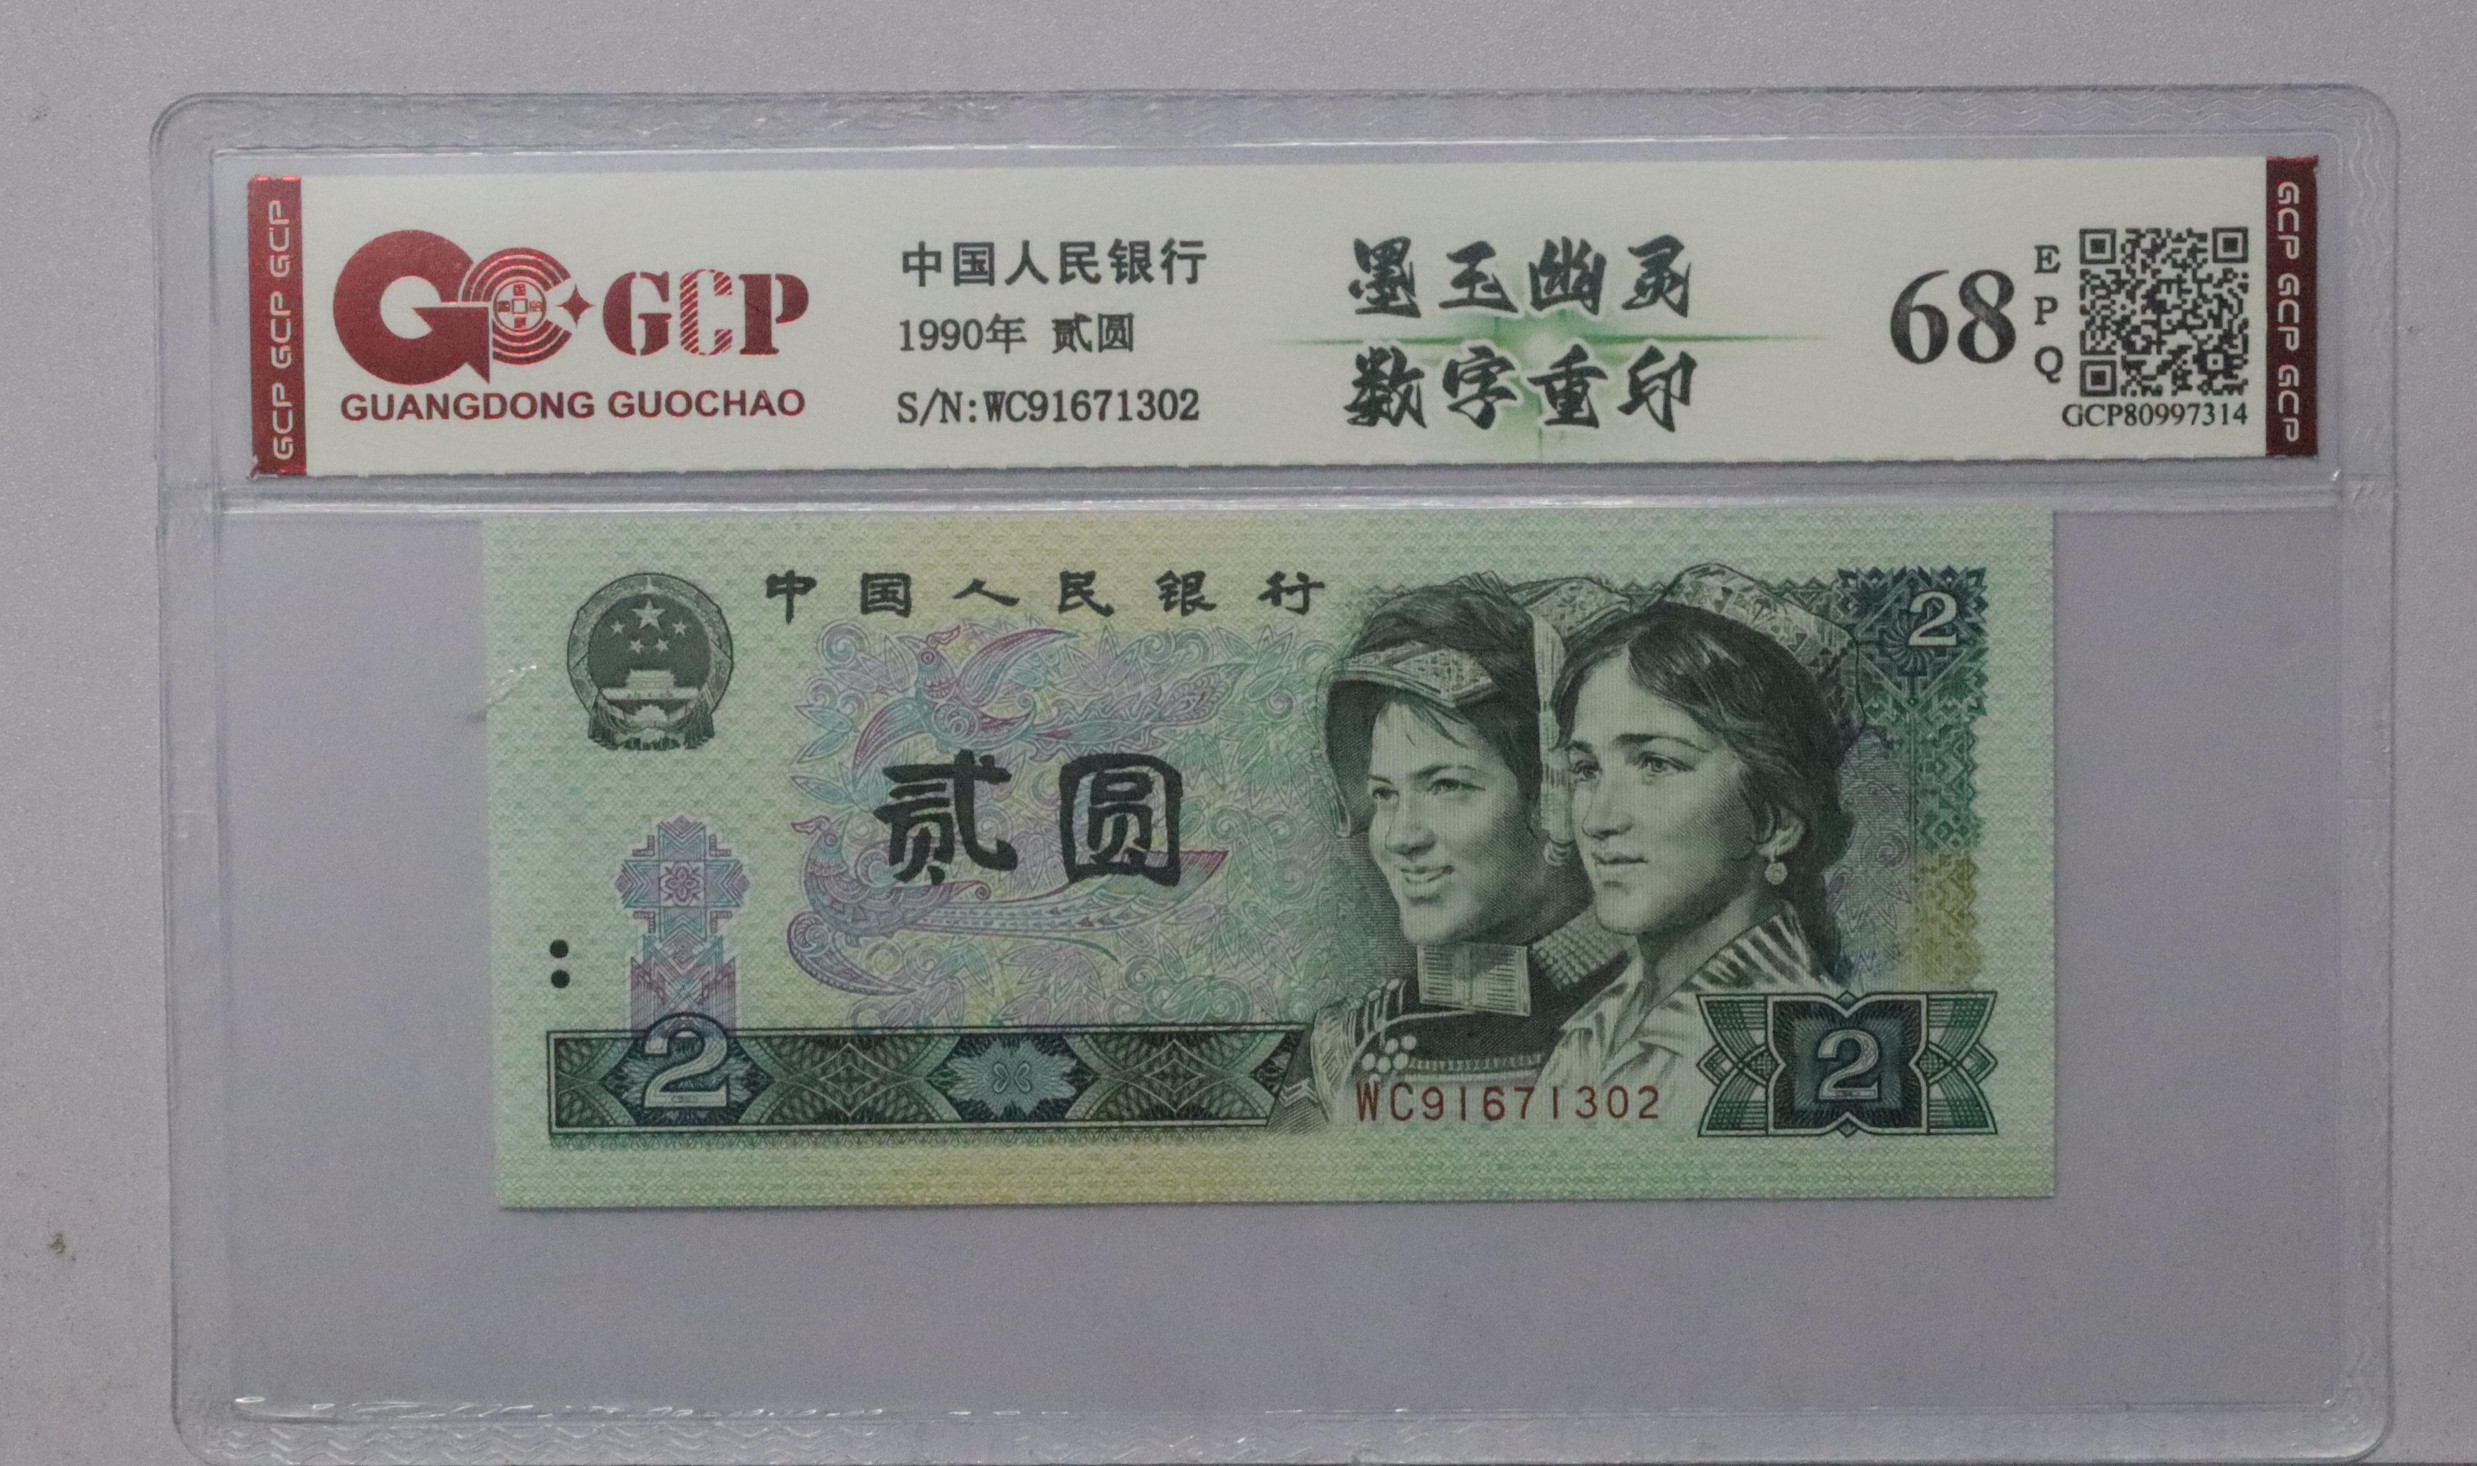 GCP GCP GCP
GCP
GUANGDONG GUOCHAO
中国人民银行
1990年 贰圆
S/N:WC91671302
墨玉幽灵
数字重印
68
EPQ
GCP80997314
GCP GCP GCP
中国人民银行
2
贰圆
2
WC91671302
2